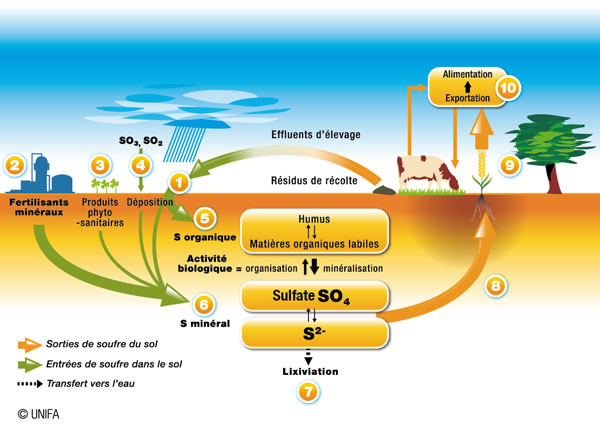 Alimentation
10
Exportation
SO3, SO2
Effluents d'élevage
2
3
4
1
9
Résidus de récolte
Fertilisants
minéraux
Produits
phyto
-sanitaires
Déposition
5
S organique
Humus
Matières organiques labiles
Activité
biologique = organisation
minéralisation
8
6
S minéral
Sulfate SO4
S2-
Lixiviation
7
Sorties de soufre du sol
Entrées de soufre dans le sol
Transfert vers l'eau
© UNIFA